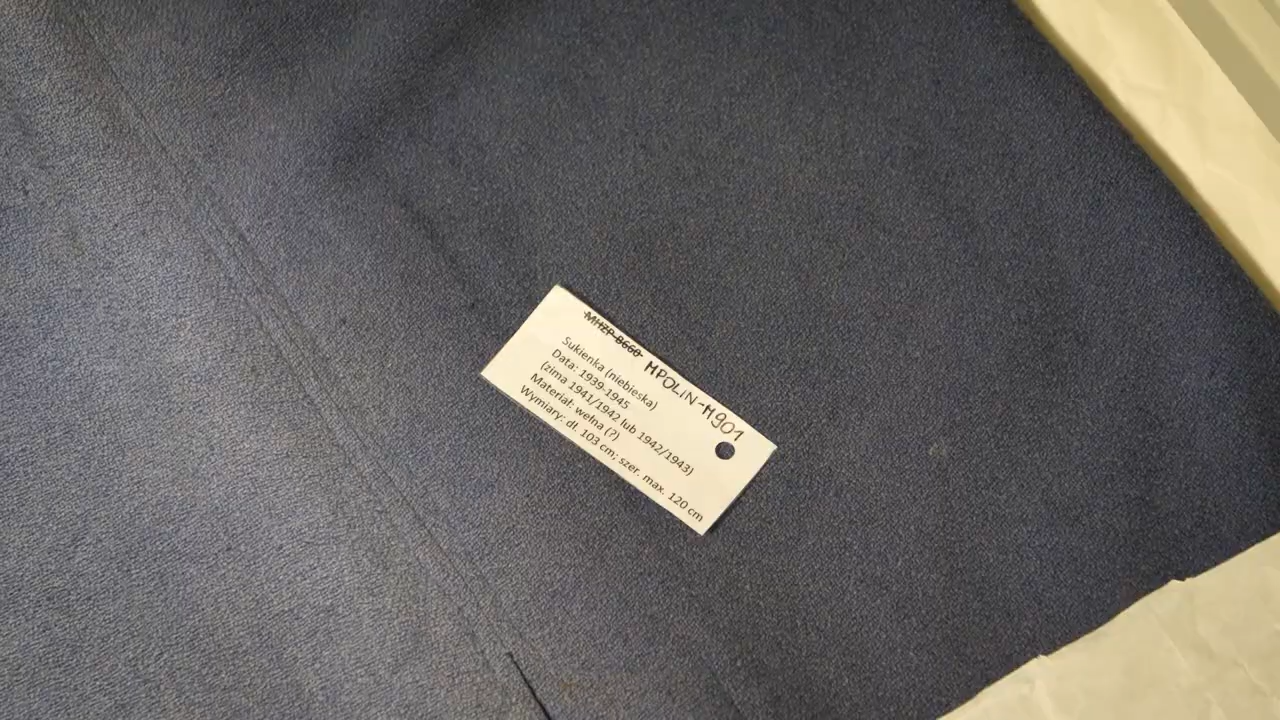 MHZP-B660 MPOLIN-M901
Sukienka (niebieska)
Data: 1939-1945
(zima 1941/1942 lub 1942/1943)
Materiał: wełna (?)
Wymiary: dł. 103 cm; szer. max. 120 cm